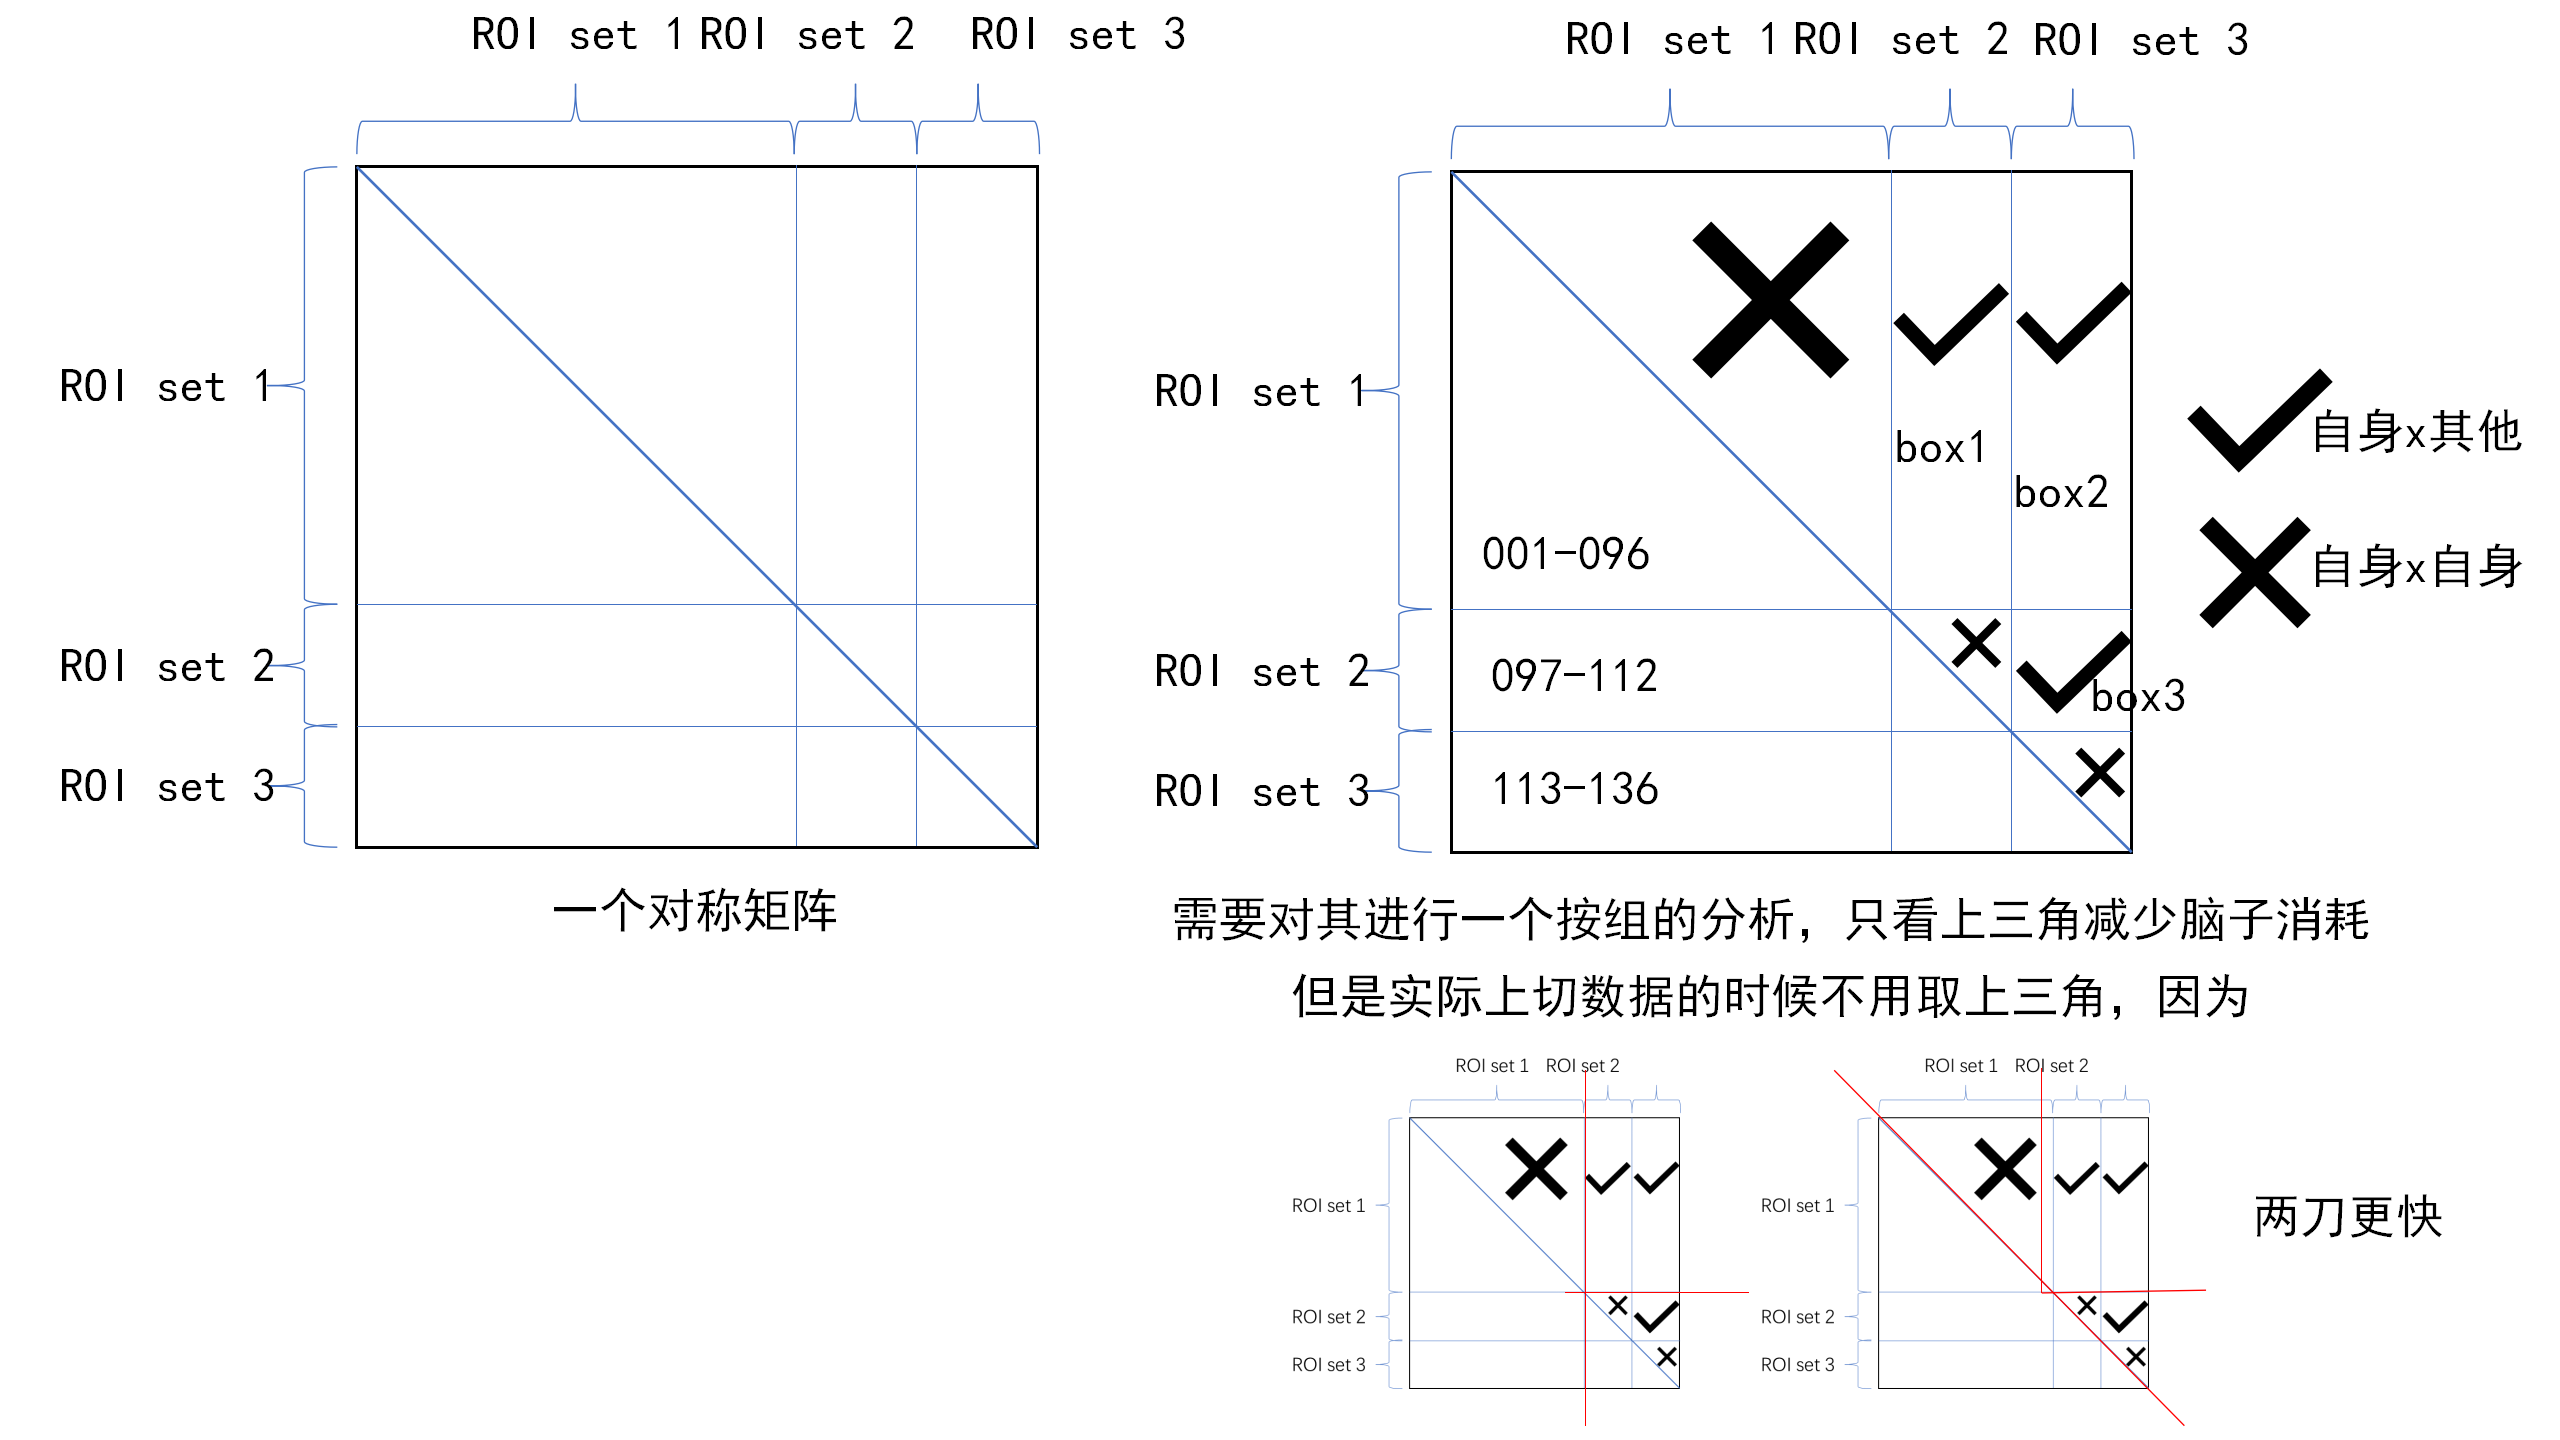 ROI set 1 ROI set 2 ROI set 3
ROI set 1
ROI set 2
ROI set 3
一个对称矩阵
ROI set 1 ROI set 2 ROI set 3
ROI set 1
ROI set 2
ROI set 3
box1
box2
box3
001-096
097-112
113-136
自身x其他
自身x自身
需要对其进行一个按组的分析，只看上三角减少脑子消耗
但是实际上切数据的时候不用取上三角，因为
ROI set 1 ROI set 2
ROI set 1
ROI set 2
ROI set 3
ROI set 1 ROI set 2
ROI set 1
ROI set 2
ROI set 3
两刀更快